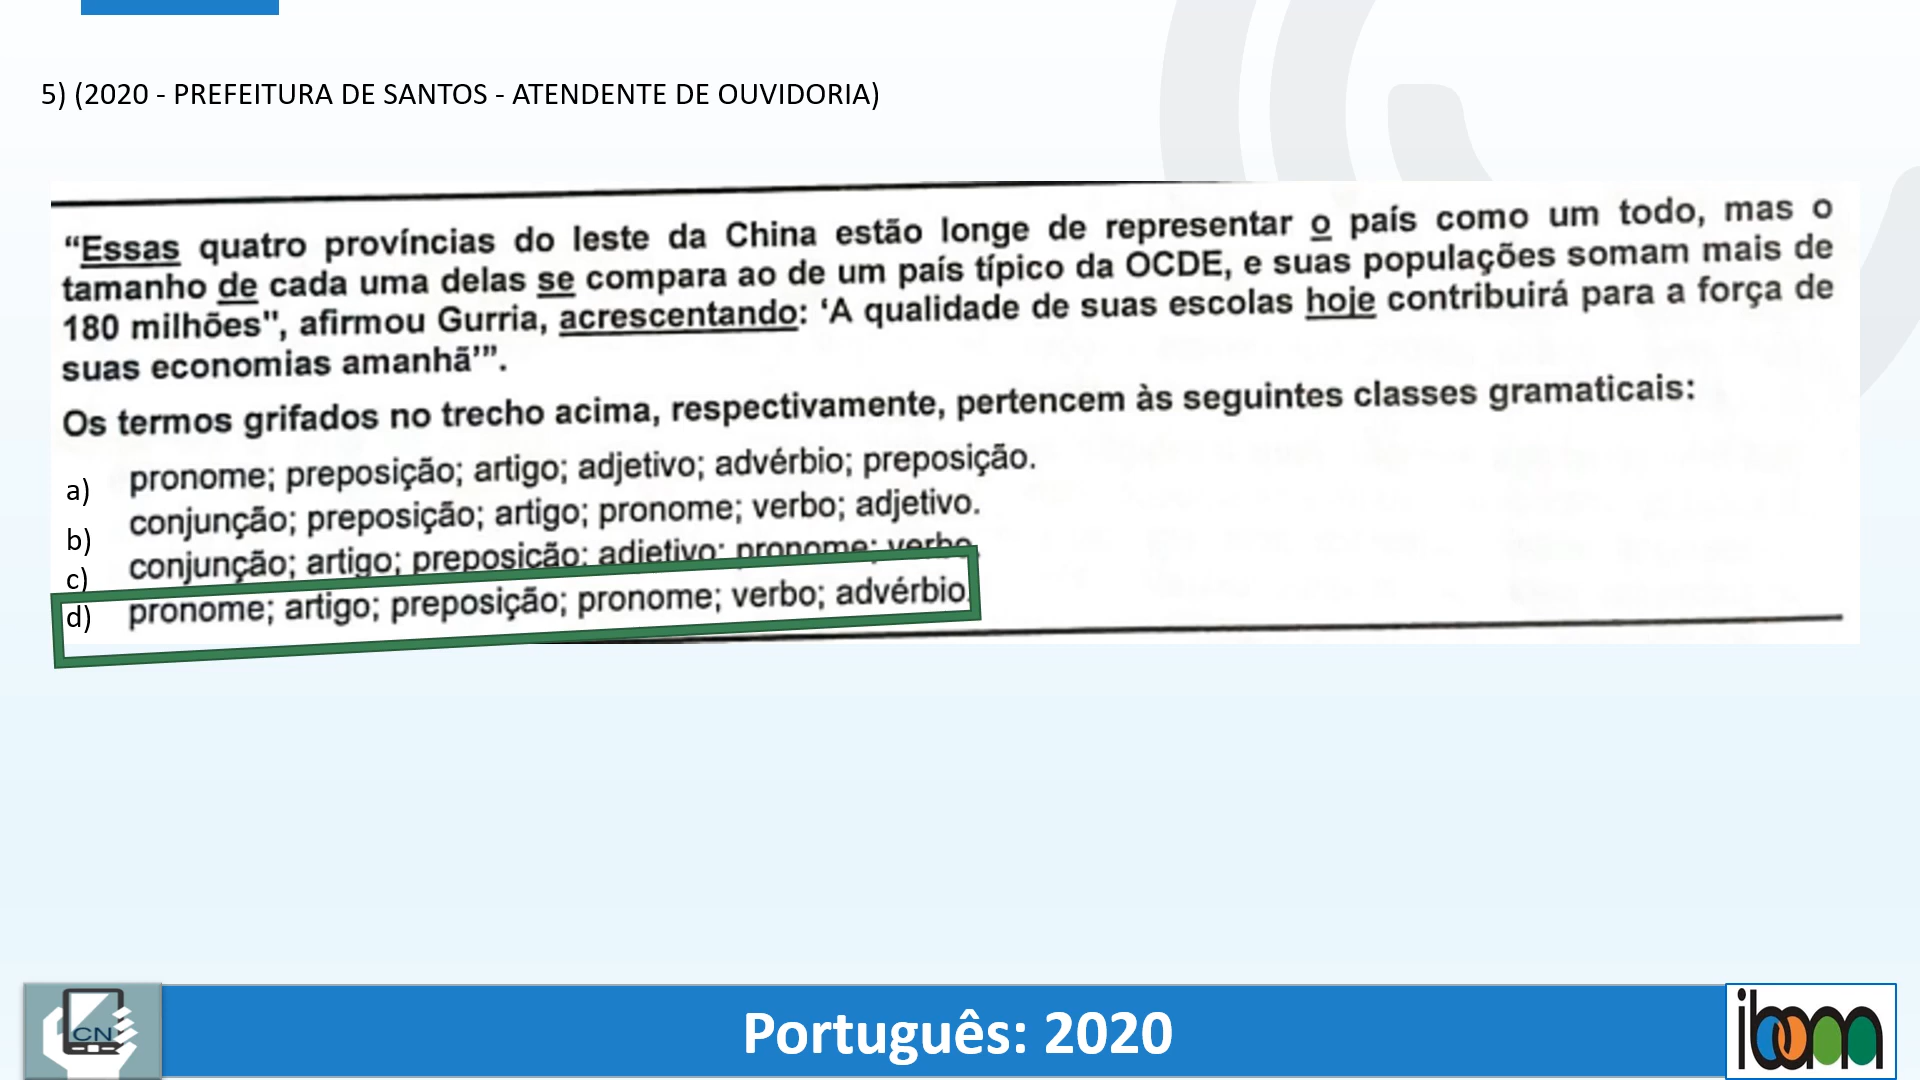 5) (2020 - PREFEITURA DE SANTOS - ATENDENTE DE OUVIDORIA)
“Essas quatro províncias do leste da China estão longe de representar o país como um todo, mas o
tamanho de cada uma delas se compara ao de um país típico da OCDE, e suas populações somam mais de
180 milhões", afirmou Gurria, acrescentando: ‘A qualidade de suas escolas hoje contribuirá para a força de
suas economias amanhã’”.
Os termos grifados no trecho acima, respectivamente, pertencem às seguintes classes gramaticais:
a) pronome; preposição; artigo; adjetivo; advérbio; preposição.
b) conjunção; preposição; artigo; pronome; verbo; adjetivo.
c) conjunção; artigo; preposição; adjetivo; pronome; verbo.
d) pronome; artigo; preposição; pronome; verbo; advérbio.
CN
Português: 2020
ibam